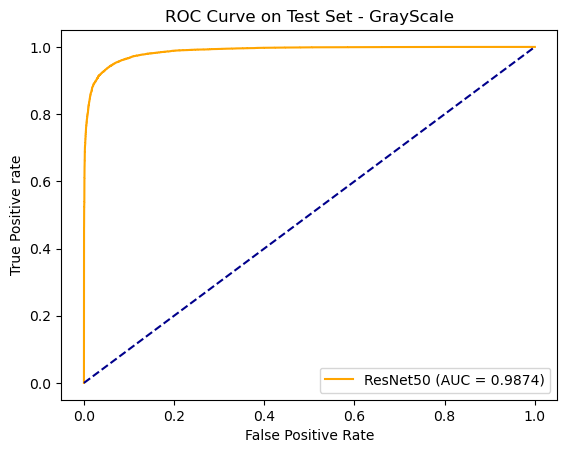 ROC Curve on Test Set - GrayScale
True Positive rate
1.0
0.8
0.6
0.4
0.2
0.0
ResNet50 (AUC = 0.9874)
0.0 0.2 0.4 0.6 0.8 1.0
False Positive Rate